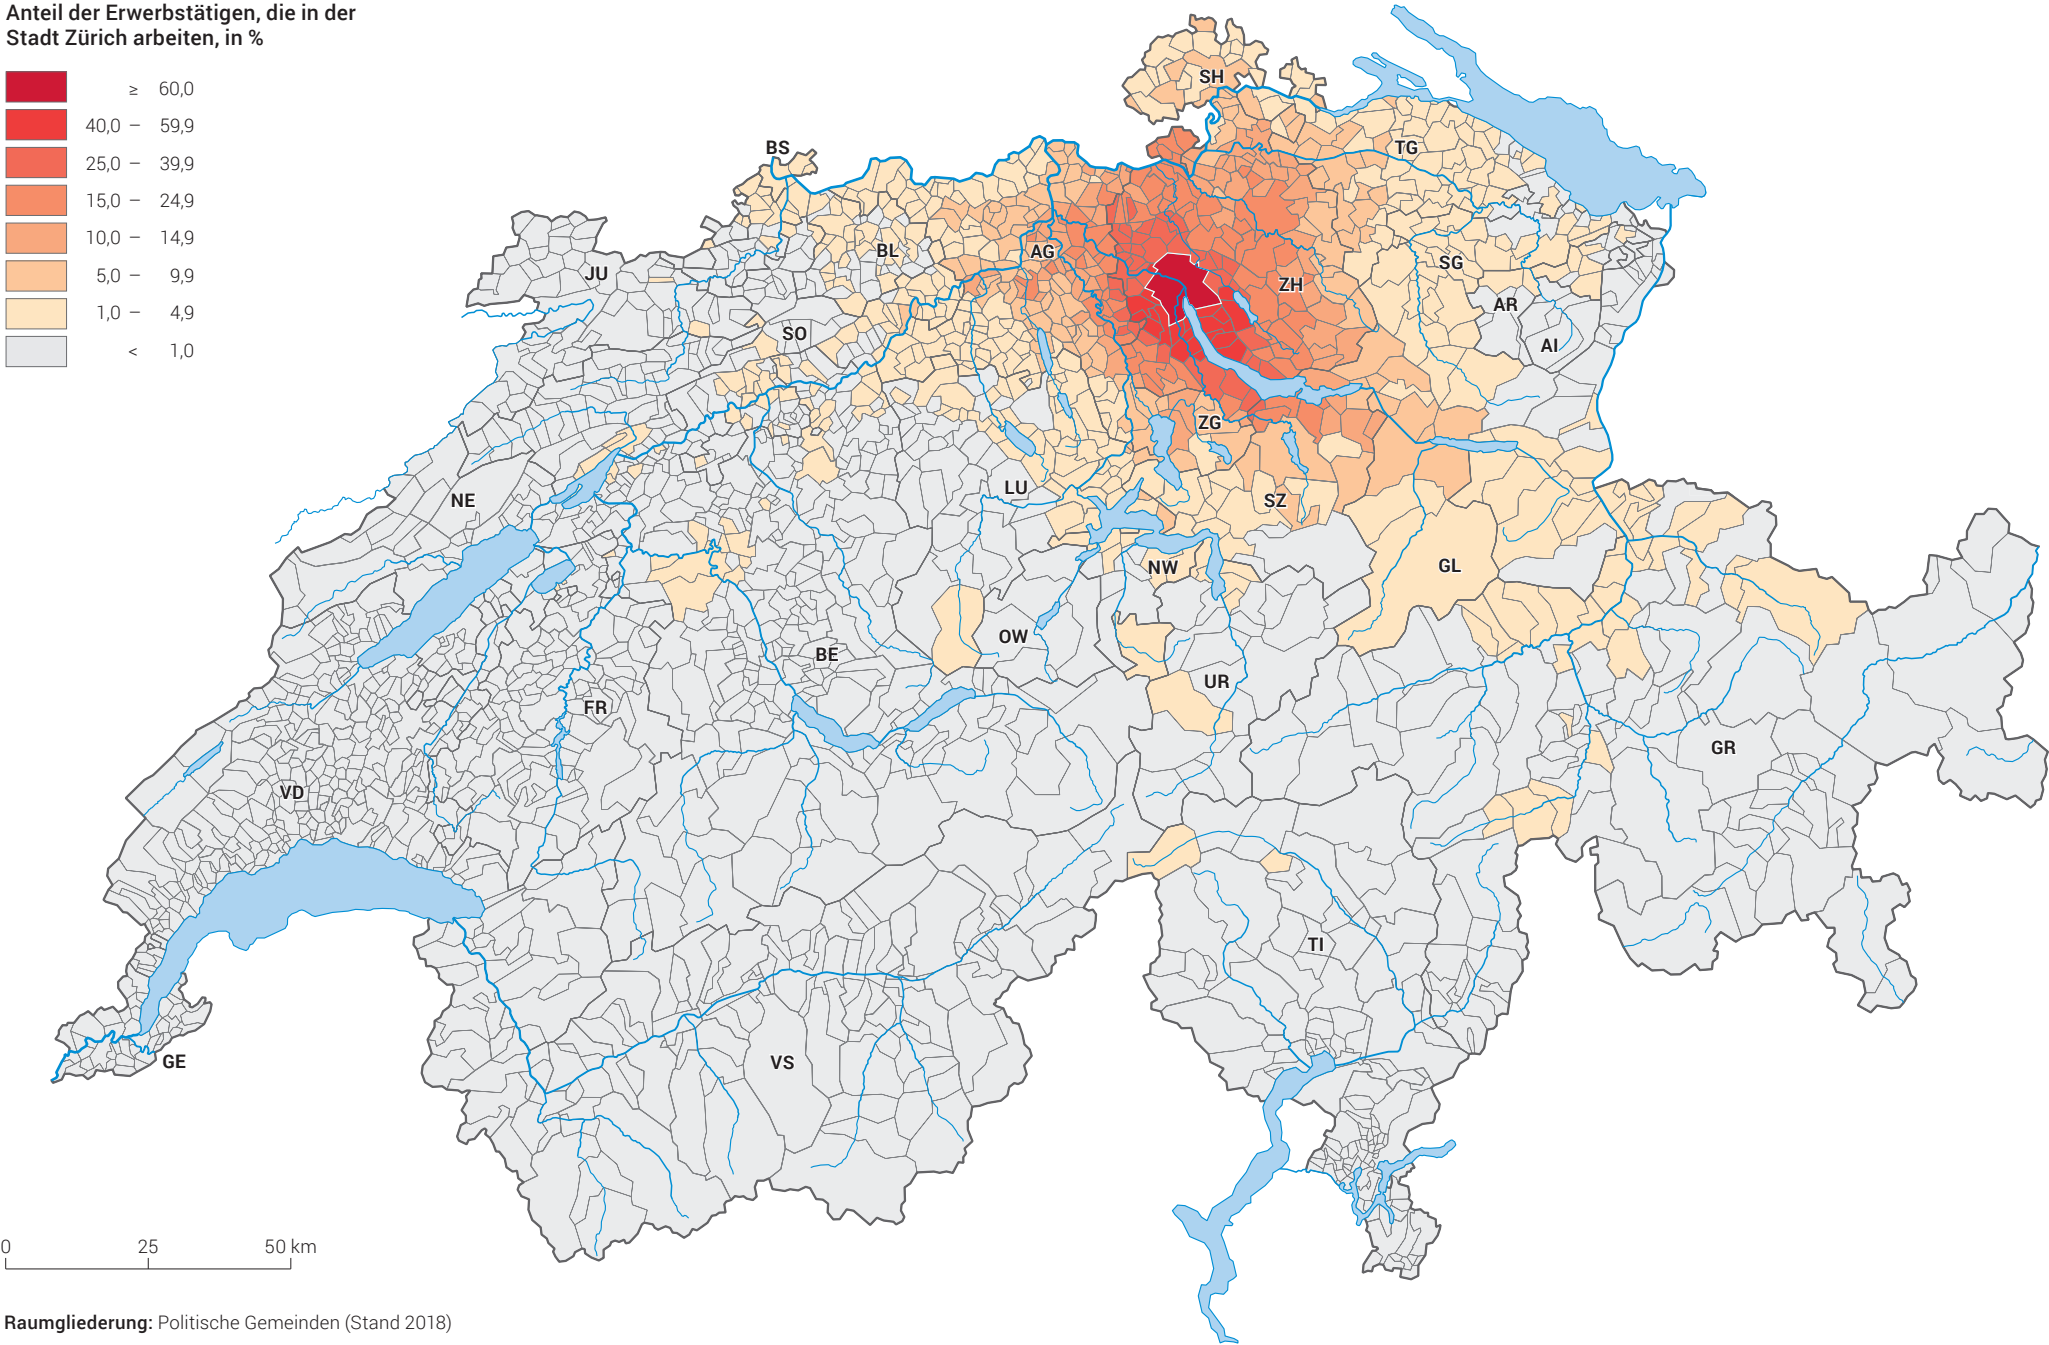 Anteil der Erwerbstätigen, die in der
Stadt Zürich arbeiten, in %
≥ 60,0
40,0 – 59,9
25,0 – 39,9
15,0 – 24,9
10,0 – 14,9
5,0 – 9,9
1,0 – 4,9
< 1,0
SH
BS
TG
BL
AG
SG
JU
ZH
AR
SO
AI
ZG
LU
NE
SZ
NW
GL
OW
BE
UR
FR
GR
VD
TI
GE
VS
0 25 50 km
Raumgliederung: Politische Gemeinden (Stand 2018)